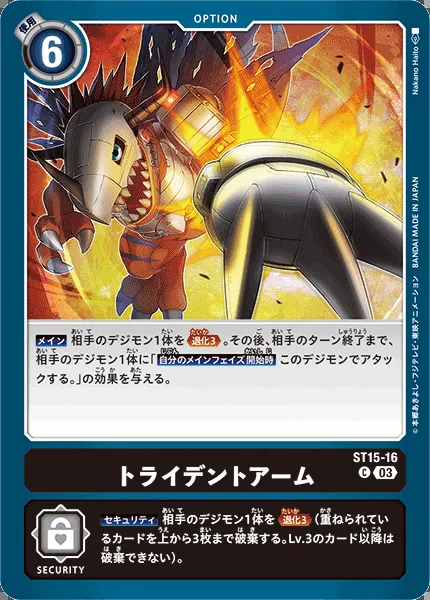 OPTION
使用
6
Nakano Haito
© 本郷あきよし・フジテレビ・東映アニメーション BANDAI MADE IN JAPAN
メイン 相手のデジモン1体を 退化3 。その後、相手のターン終了まで、
相手のデジモン1体に「 自分のメインフェイズ開始時 このデジモンでアタッ
クする。」の効果を与える。
ST15-16
C 03
トライデントアーム
セキュリティ 相手のデジモン1体を 退化3 (重ねられてい
るカードを上から3枚まで破棄する。Lv.3のカード以降は
破棄できない)。
SECURITY